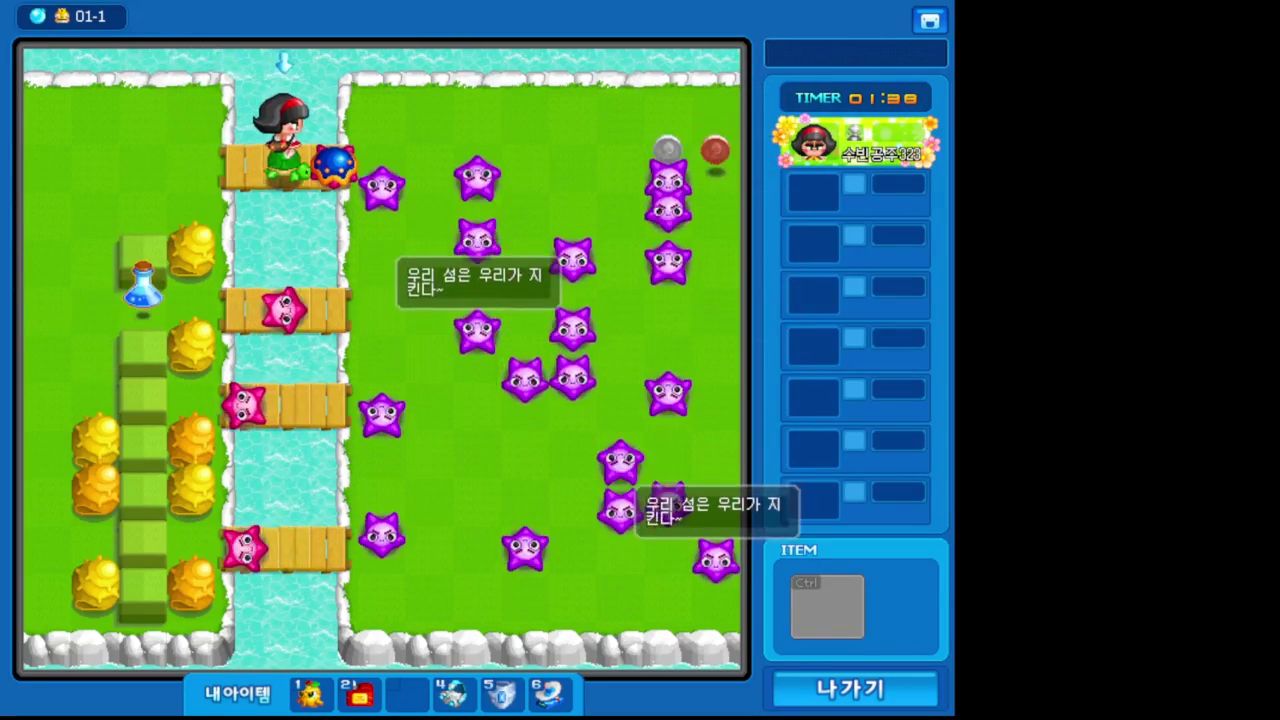 01-1
TIMER 01:38
수빈공주323
우리 섬은 우리가 지
킨다~
우리 섬은 우리가 지
킨다~
ITEM
Ctrl
내아이템
1
2
4
5
6
나가기